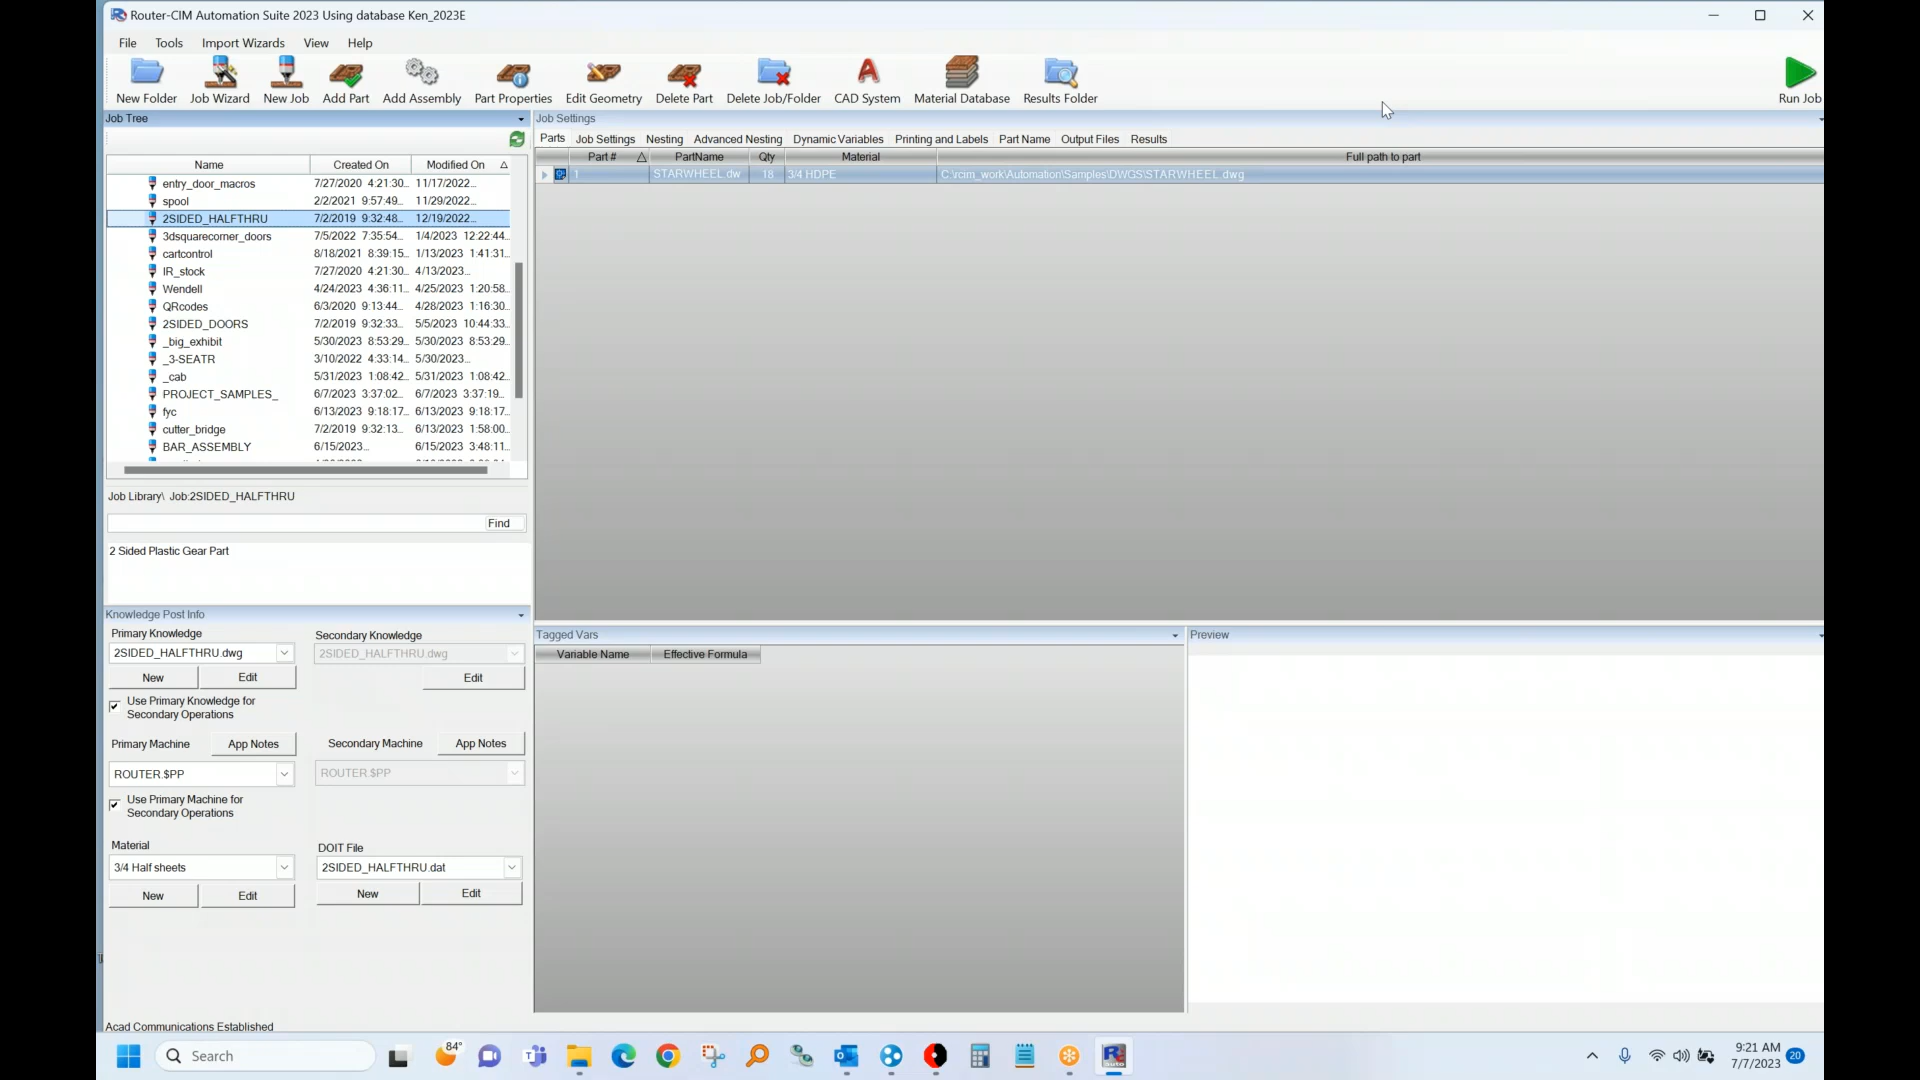 Router-CIM Automation Suite 2023 Using database Ken_2023E
File Tools Import Wizards View Help
New Folder Job Wizard New Job Add Part Add Assembly Part Properties Edit Geometry Delete Part Delete Job/Folder CAD System Material Database Results Folder Run Job
Job Tree
Job Settings
Parts Job Settings Nesting Advanced Nesting Dynamic Variables Printing and Labels Part Name Output Files Results
Part # PartName Qty Material Full path to part
1 STARWHEEL.dw 18 3/4 HDPE C:\rcim_work\Automation\Samples\DWGS\STARWHEEL.dwg
Name Created On Modified On
entry_door_macros 7/27/2020 4:21:30... 11/17/2022...
spool 2/2/2021 9:57:49... 11/29/2022...
2SIDED_HALFTHRU 7/2/2019 9:32:48... 12/19/2022...
3dsquarecorner_doors 7/5/2022 7:35:54... 1/4/2023 12:22:44...
cartcontrol 8/18/2021 8:39:15... 1/13/2023 1:41:31...
IR_stock 7/27/2020 4:21:30... 4/13/2023...
Wendell 4/24/2023 4:36:11... 4/25/2023 1:20:58...
QRcodes 6/3/2020 9:13:44... 4/28/2023 1:16:30...
2SIDED_DOORS 7/2/2019 9:32:33... 5/5/2023 10:44:33...
_big_exhibit 5/30/2023 8:53:29... 5/30/2023 8:53:29...
_3-SEATR 3/10/2022 4:33:14... 5/30/2023...
_cab 5/31/2023 1:08:42... 5/31/2023 1:08:42...
PROJECT_SAMPLES_ 6/7/2023 3:37:02... 6/7/2023 3:37:19...
fyc 6/13/2023 9:18:17... 6/13/2023 9:18:17...
cutter_bridge 7/2/2019 9:32:13... 6/13/2023 1:58:00...
BAR_ASSEMBLY 6/15/2023... 6/15/2023 3:48:11...
Job Library\ Job:2SIDED_HALFTHRU
Find
2 Sided Plastic Gear Part
Knowledge Post Info
Primary Knowledge
Secondary Knowledge
2SIDED_HALFTHRU.dwg
2SIDED_HALFTHRU.dwg
New Edit
Edit
Use Primary Knowledge for
Secondary Operations
Primary Machine App Notes
Secondary Machine App Notes
ROUTER.$PP
ROUTER.$PP
Use Primary Machine for
Secondary Operations
Material
DOIT File
3/4 Half sheets
2SIDED_HALFTHRU.dat
New Edit
New Edit
Tagged Vars
Variable Name Effective Formula
Preview
Acad Communications Established
Search
84°
9:21 AM
7/7/2023
20